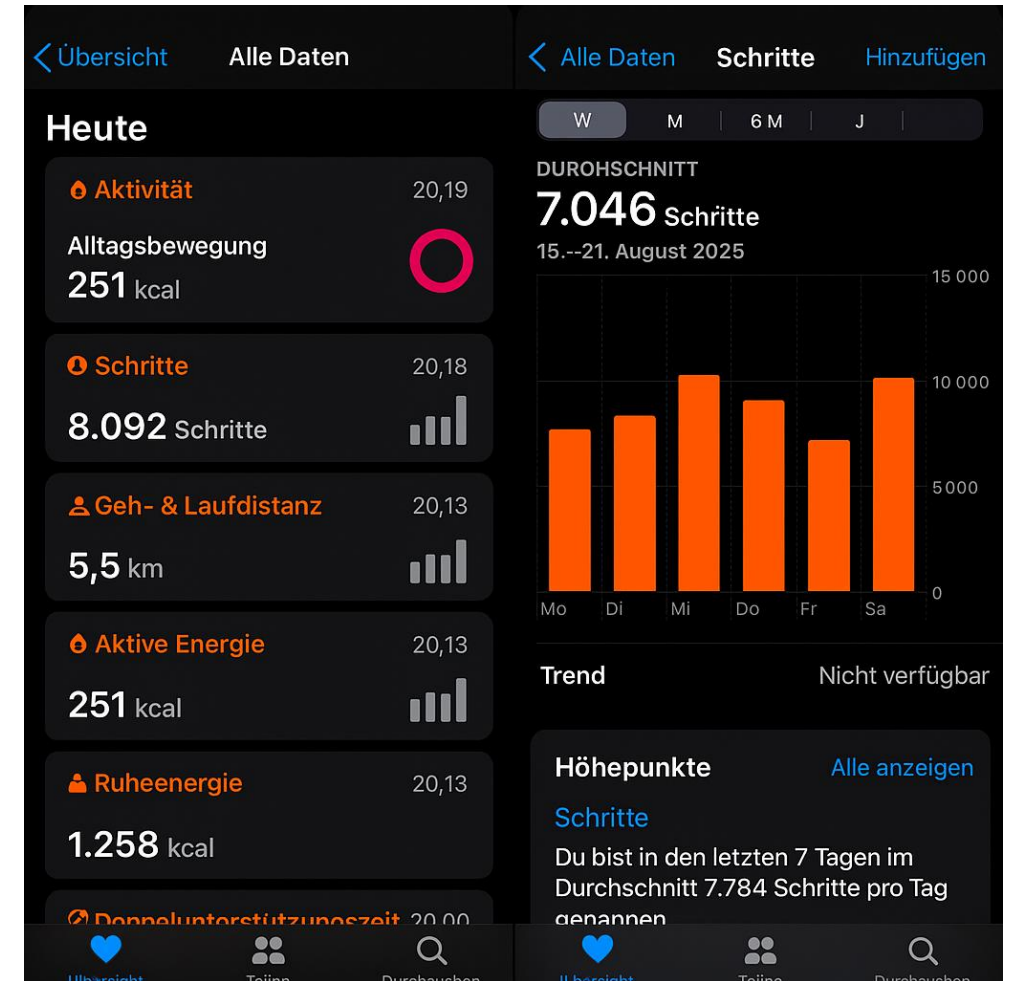 Übersicht
Alle Daten
Heute
Aktivität
20,19
Alltagsbewegung
251 kcal
Schritte
20,18
8.092 Schritte
Geh- & Laufdistanz
20,13
5,5 km
Aktive Energie
20,13
251 kcal
Ruheenergie
20,13
1.258 kcal
Doppeluntorstützunoszeit 20.00
Alle Daten
Schritte
Hinzufügen
W
M
6 M
J
DUROHSCHNITT
7.046 Schritte
15.--21. August 2025
15 000
10 000
5000
0
Mo
Di
Mi
Do
Fr
Sa
Trend
Nicht verfügbar
Höhepunkte
Alle anzeigen
Schritte
Du bist in den letzten 7 Tagen im
Durchschnitt 7.784 Schritte pro Tag
genannen